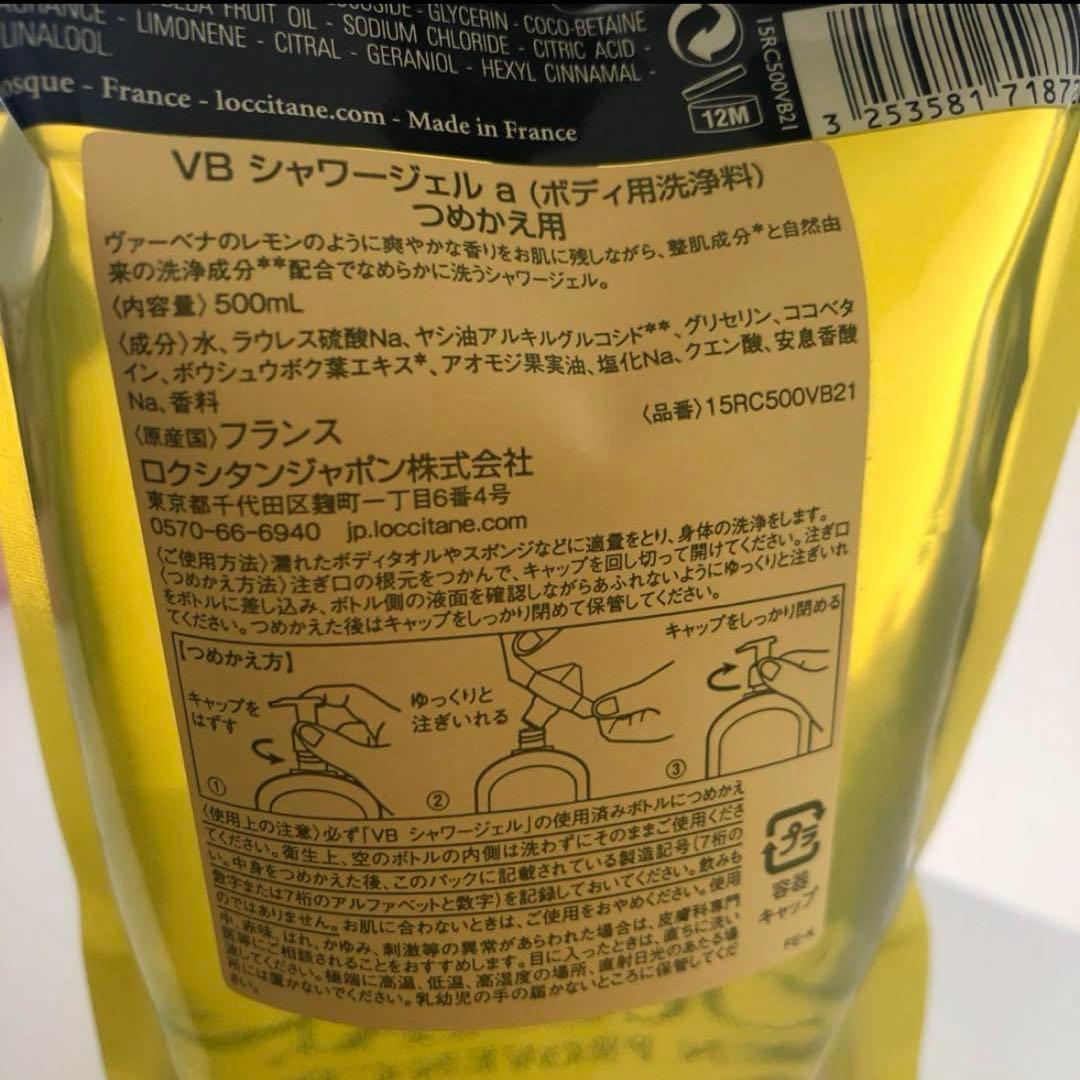 FRUIT OIL - GLYCERIN - COCO-BETAINE
LIMONENE - SODIUM CHLORIDE - CITRIC ACID -
LINALOOL. CITRAL - GERANIOL - HEXYL CINNAMAL -
osque - France - loccitane.com - Made in France
12M
15RC500VB21
3 253581 7187
VB シャワージェル a (ボディ用洗浄料)
つめかえ用
ヴァーベナのレモンのように爽やかな香りをお肌に残しながら、整肌成分*と自然由
来の洗浄成分**配合でなめらかに洗うシャワージェル。
〈内容量〉500mL
〈成分〉水、ラウレス硫酸Na、ヤシ油アルキルグルコシド**、グリセリン、ココベタ
イン、ボウシュウボク葉エキス*、アオモジ果実油、塩化Na、クエン酸、安息香酸
Na、香料
〈品番〉15RC500VB21
〈原産国〉フランス
ロクシタンジャポン株式会社
東京都千代田区麹町一丁目6番4号
0570-66-6940 jp.loccitane.com
〈ご使用方法〉濡れたボディタオルやスポンジなどに適量をとり、身体の洗浄をします。
〈つめかえ方法〉注ぎ口の根元をつかんで、キャップを回し切って開けてください。注ぎ口
をボトルに差し込み、ボトル側の液面を確認しながらあふれないようにゆっくりと注ぎいれ
てください。つめかえた後はキャップをしっかり閉めて保管してください。
【つめかえ方】
キャップを
はずす
①
ゆっくりと
注ぎいれる
②
キャップをしっかり閉める
③
〈使用上の注意〉必ず「VB シャワージェル」の使用済みボトルにつめかえ
てください。衛生上、空のボトルの内側は洗わずにそのままご使用くださ
い。中身をつめかえた後、このパックに記載されている製造記号(7桁の
数字または7桁のアルファベットと数字)を記録しておいてください。飲みも
のではありません。お肌に合わないときは、ご使用をおやめください。使用
中、赤味、はれ、かゆみ、刺激等の異常があらわれた場合は、皮膚科専門
医等にご相談されることをおすすめします。目に入ったときは、直ちに洗い
流してください。極端に高温、低温、高湿度の場所、直射日光のあたる場
所には置かないでください。乳幼児の手の届かないところに保管してくだ
さい。
プラ
容器
キャップ